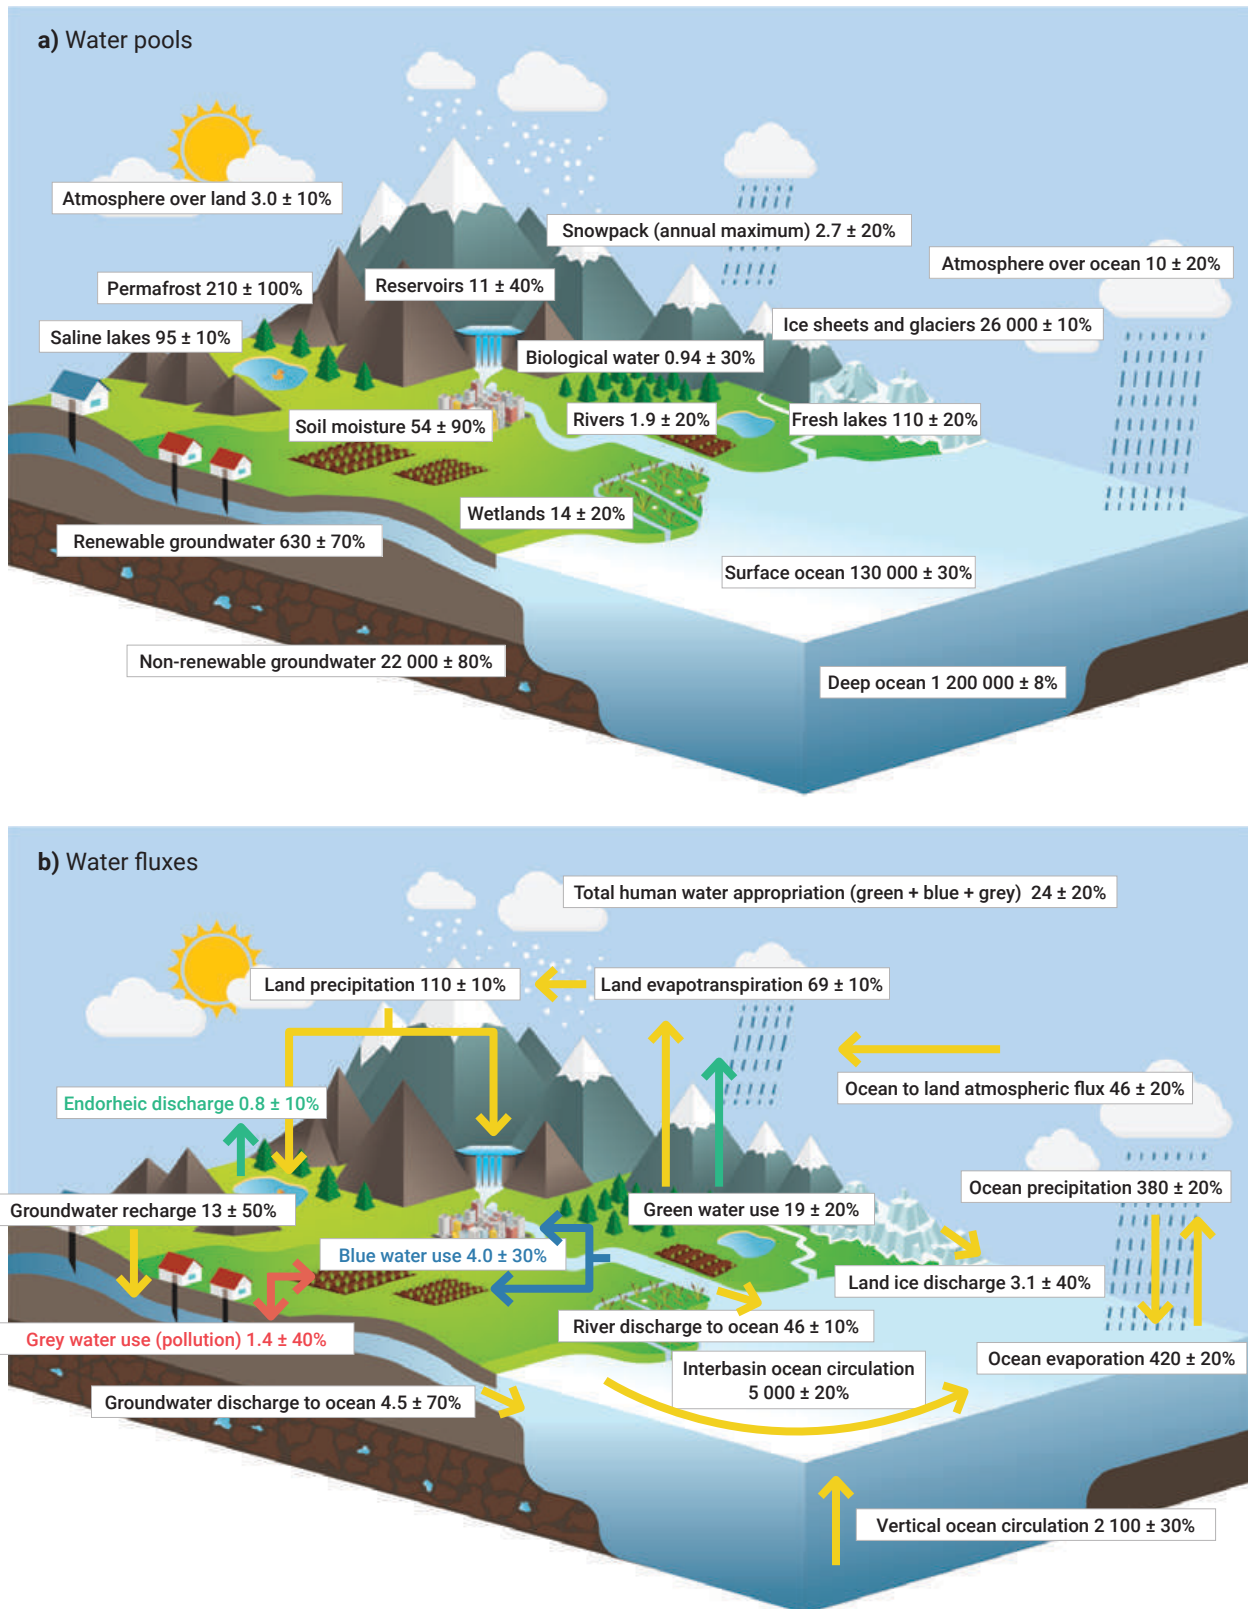 a) Water pools
Atmosphere over land 3.0 ± 10%
Snowpack (annual maximum) 2.7 ± 20%
Atmosphere over ocean 10 ± 20%
Permafrost 210 ± 100%
Reservoirs 11 ± 40%
Ice sheets and glaciers 26 000 ± 10%
Saline lakes 95 ± 10%
Biological water 0.94 ± 30%
Soil moisture 54 ± 90%
Rivers 1.9 ± 20%
Fresh lakes 110 ± 20%
Wetlands 14 ± 20%
Renewable groundwater 630 ± 70%
Surface ocean 130 000 ± 30%
Non-renewable groundwater 22 000 ± 80%
Deep ocean 1 200 000 ± 8%
b) Water fluxes
Total human water appropriation (green + blue + grey) 24 ± 20%
Land precipitation 110 ± 10%
Land evapotranspiration 69 ± 10%
Ocean to land atmospheric flux 46 ± 20%
Endorheic discharge 0.8 ± 10%
Ocean precipitation 380 ± 20%
Groundwater recharge 13 ± 50%
Green water use 19 ± 20%
Blue water use 4.0 ± 30%
Land ice discharge 3.1 ± 40%
River discharge to ocean 46 ± 10%
Grey water use (pollution) 1.4 ± 40%
Ocean evaporation 420 ± 20%
Interbasin ocean circulation
5 000 ± 20%
Groundwater discharge to ocean 4.5 ± 70%
Vertical ocean circulation 2 100 ± 30%